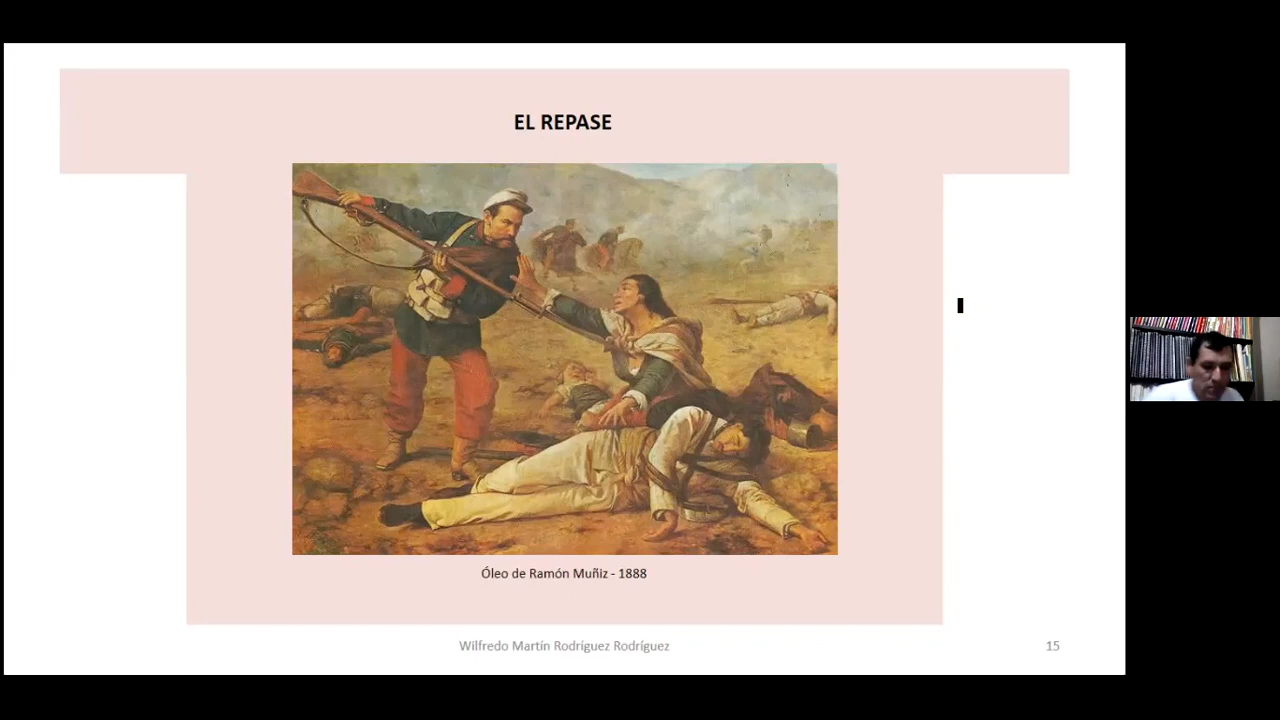 EL REPASE
Óleo de Ramón Muñiz - 1888
Wilfredo Martín Rodríguez Rodríguez
15